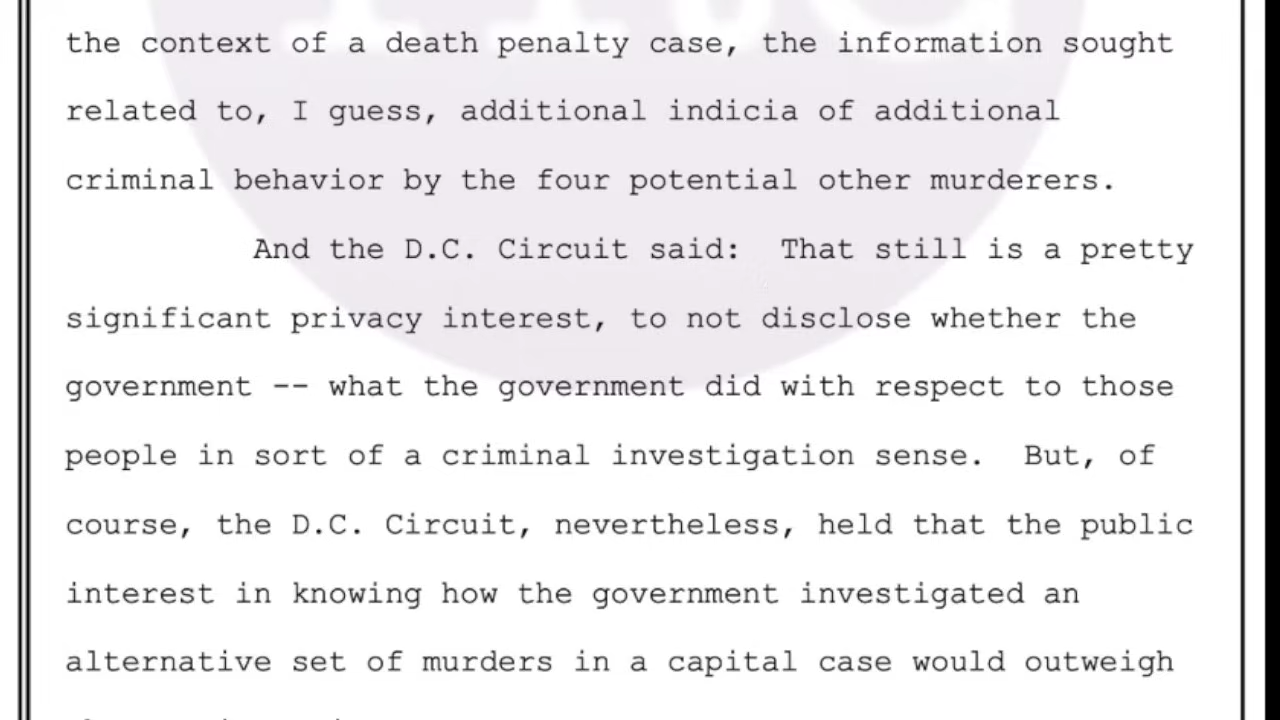 the context of a death penalty case, the information sought
related to, I guess, additional indicia of additional
criminal behavior by the four potential other murderers.
And the D.C. Circuit said:  That still is a pretty
significant privacy interest, to not disclose whether the
government -- what the government did with respect to those
people in sort of a criminal investigation sense.  But, of
course, the D.C. Circuit, nevertheless, held that the public
interest in knowing how the government investigated an
alternative set of murders in a capital case would outweigh